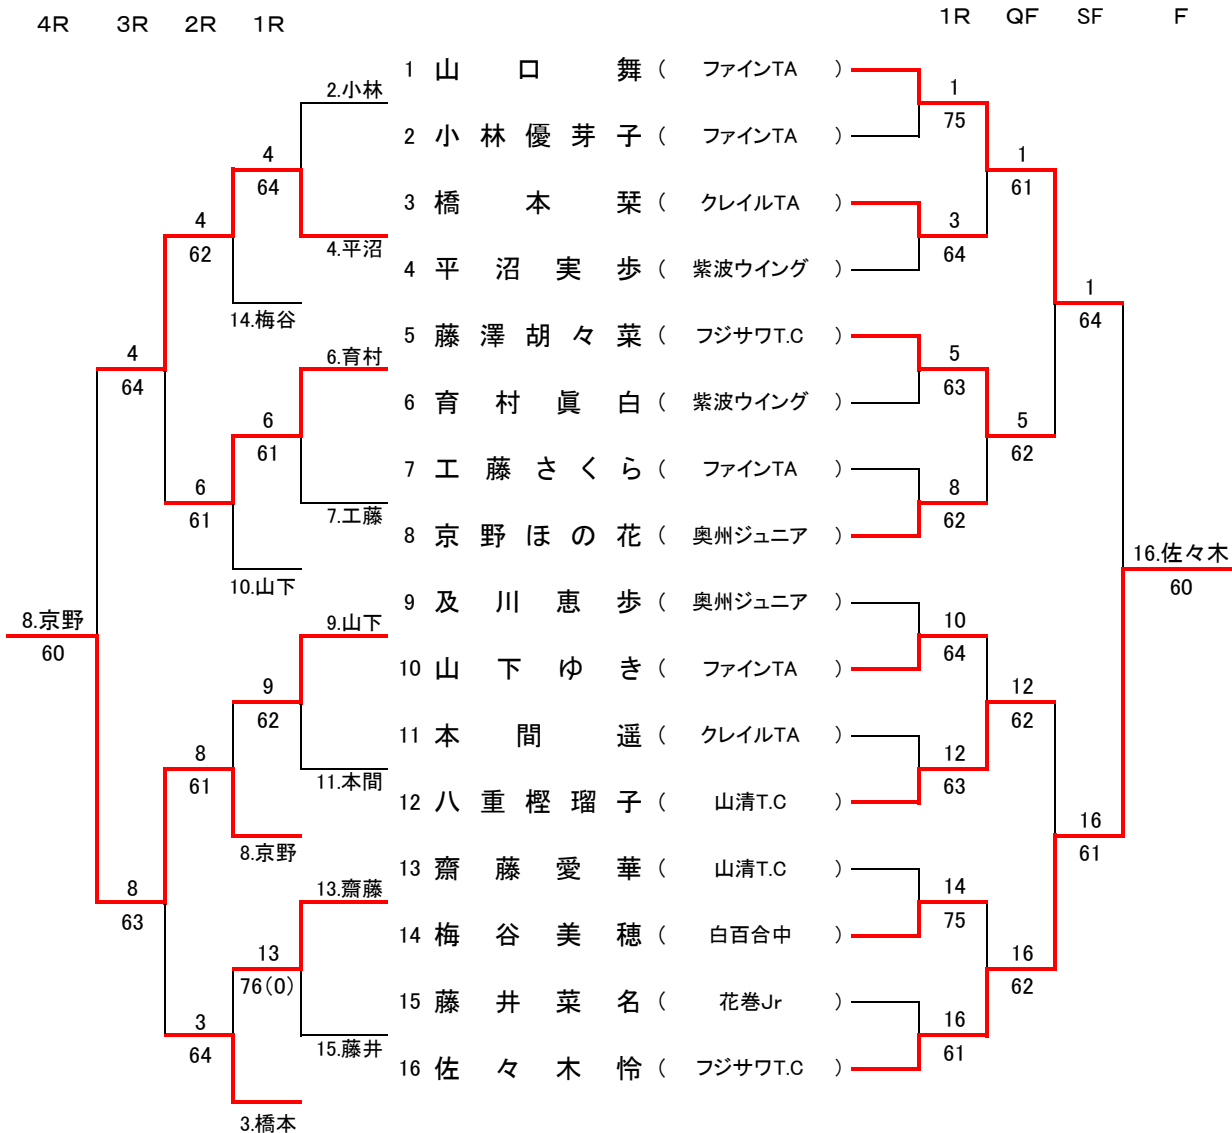 4R 3R 2R 1R 1R QF SF F
1 山口舞 ( ファインTA )
2.小林
1
75
2 小林優芽子 ( ファインTA )
4
64
1
61
3 橋本栞 ( クレイルTA )
4
62
3
64
4.平沼
4 平沼実歩 ( 紫波ウイング )
1
64
14.梅谷
5 藤澤胡々菜 ( フジサワT.C )
4
64
6.育村
5
63
6 育村眞白 ( 紫波ウイング )
6
61
5
62
7 工藤さくら ( ファインTA )
6
61
8
62
7.工藤
8 京野ほの花 ( 奥州ジュニア )
16.佐々木
60
10.山下
9 及川恵歩 ( 奥州ジュニア )
8.京野
60
9.山下
10
64
10 山下ゆき ( ファインTA )
9
62
12
62
11 本間遥 ( クレイルTA )
8
61
12
63
11.本間
12 八重樫瑠子 ( 山清T.C )
16
61
8.京野
13 齋藤愛華 ( 山清T.C )
8
63
13.齋藤
14
75
14 梅谷美穂 ( 白百合中 )
13
76(0)
16
62
15 藤井菜名 ( 花巻Jr )
3
64
16
61
15.藤井
16 佐々木怜 ( フジサワT.C )
3.橋本